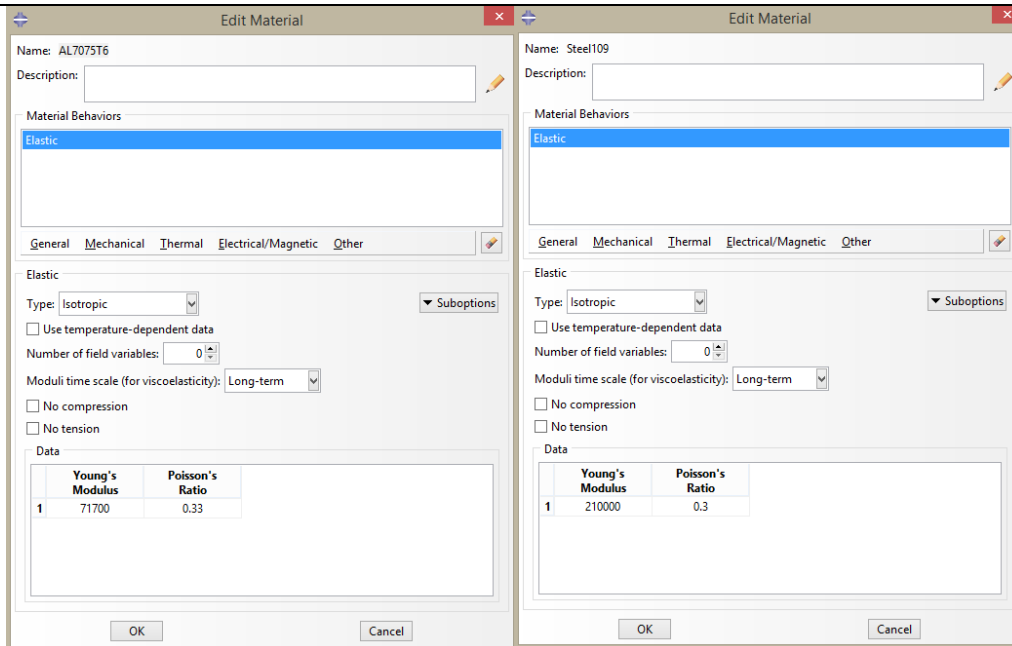 Edit Material
Name: AL7075T6
Description:
Material Behaviors
Elastic
General Mechanical Thermal Electrical/Magnetic Other
Elastic
Type: Isotropic
Suboptions
Use temperature-dependent data
Number of field variables: 0
Moduli time scale (for viscoelasticity): Long-term
No compression
No tension
Data
Young's Poisson's
Modulus Ratio
1 71700 0.33
OK Cancel
Edit Material
Name: Steel109
Description:
Material Behaviors
Elastic
General Mechanical Thermal Electrical/Magnetic Other
Elastic
Type: Isotropic
Suboptions
Use temperature-dependent data
Number of field variables: 0
Moduli time scale (for viscoelasticity): Long-term
No compression
No tension
Data
Young's Poisson's
Modulus Ratio
1 210000 0.3
OK Cancel